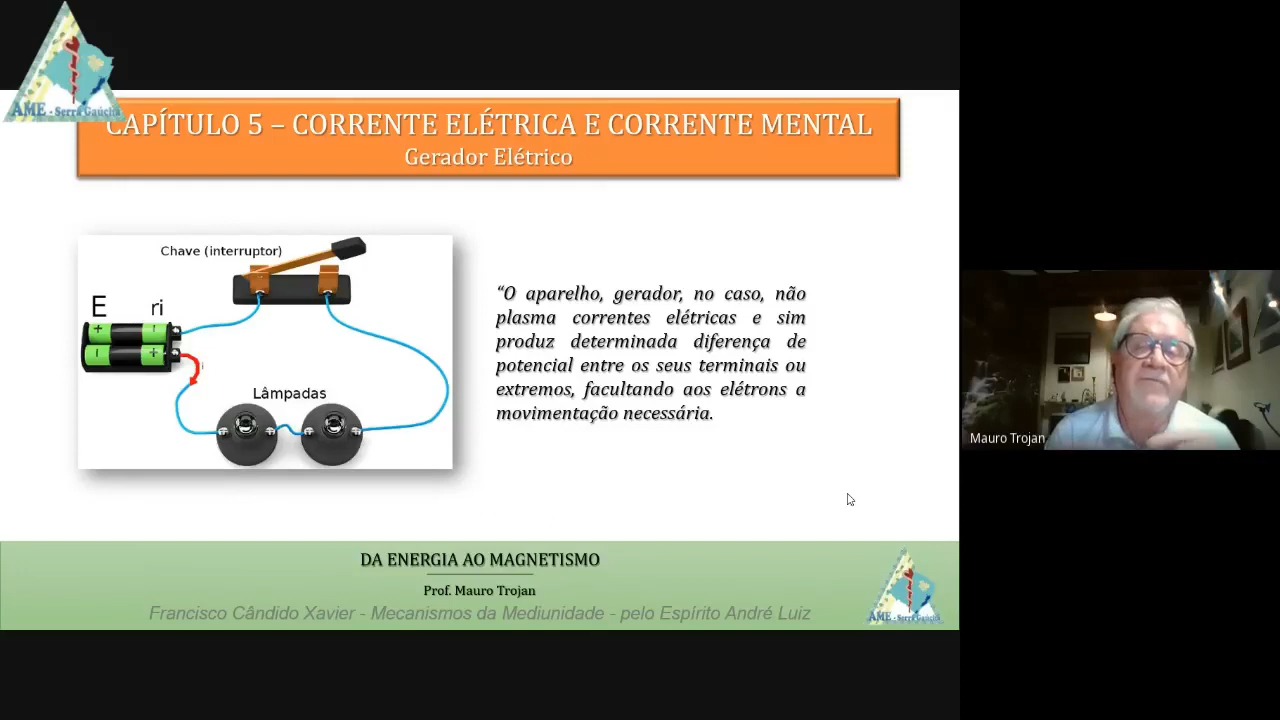 AME - Serra Gaúcha
CAPÍTULO 5 – CORRENTE ELÉTRICA E CORRENTE MENTAL
Gerador Elétrico
Chave (interruptor)
E ri
+ -
- +
i
Lâmpadas
“O aparelho, gerador, no caso, não
plasma correntes elétricas e sim
produz determinada diferença de
potencial entre os seus terminais ou
extremos, facultando aos elétrons a
movimentação necessária.
Mauro Trojan
DA ENERGIA AO MAGNETISMO
Prof. Mauro Trojan
Francisco Cândido Xavier - Mecanismos da Mediunidade - pelo Espírito André Luiz
AME - Serra Gaúcha